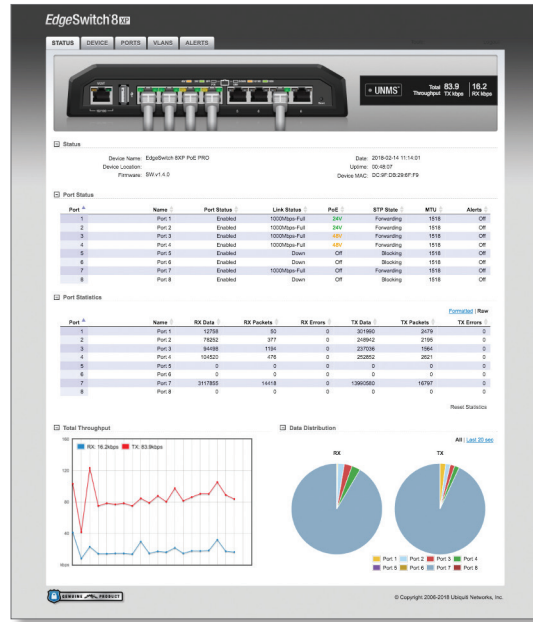 EdgeSwitch 8XP
STATUS DEVICE PORTS VLANS ALERTS
UNMS Total Throughput 83.9 TX kbps 16.2 RX kbps
Status
Device Name: EdgeSwitch 8XP PoE PRO Date: 2018-02-14 11:14:01
Device Location: Uptime: 00:48:07
Firmware: SW.v1.4.0 Device MAC: DC:9F:DB:29:6F:F9
Port Status
Port Name Port Status Link Status PoE STP State MTU Alerts
1 Port 1 Enabled 1000Mbps-Full 24V Forwarding 1518 Off
2 Port 2 Enabled 1000Mbps-Full 24V Forwarding 1518 Off
3 Port 3 Enabled 1000Mbps-Full 48V Forwarding 1518 Off
4 Port 4 Enabled 1000Mbps-Full 48V Forwarding 1518 Off
5 Port 5 Enabled Down Off Blocking 1518 Off
6 Port 6 Enabled Down Off Blocking 1518 Off
7 Port 7 Enabled 1000Mbps-Full Off Forwarding 1518 Off
8 Port 8 Enabled Down Off Blocking 1518 Off
Port Statistics
Formatted | Raw
Port Name RX Data RX Packets RX Errors TX Data TX Packets TX Errors
1 Port 1 12758 50 0 301990 2479 0
2 Port 2 78252 377 0 248942 2195 0
3 Port 3 94498 1194 0 237036 1564 0
4 Port 4 104520 476 0 252852 2621 0
5 Port 5 0 0 0 0 0 0
6 Port 6 0 0 0 0 0 0
7 Port 7 3117855 14418 0 13993580 16797 0
8 Port 8 0 0 0 0 0 0
Reset Statistics
Total Throughput
Data Distribution
All | Last 20 sec
160
RX: 16.2kbps TX: 83.9kbps
RX TX
120
80
40
kbps
Port 1 Port 2 Port 3 Port 4
Port 5 Port 6 Port 7 Port 8
GENUINE PRODUCT
© Copyright 2006-2018 Ubiquiti Networks, Inc.